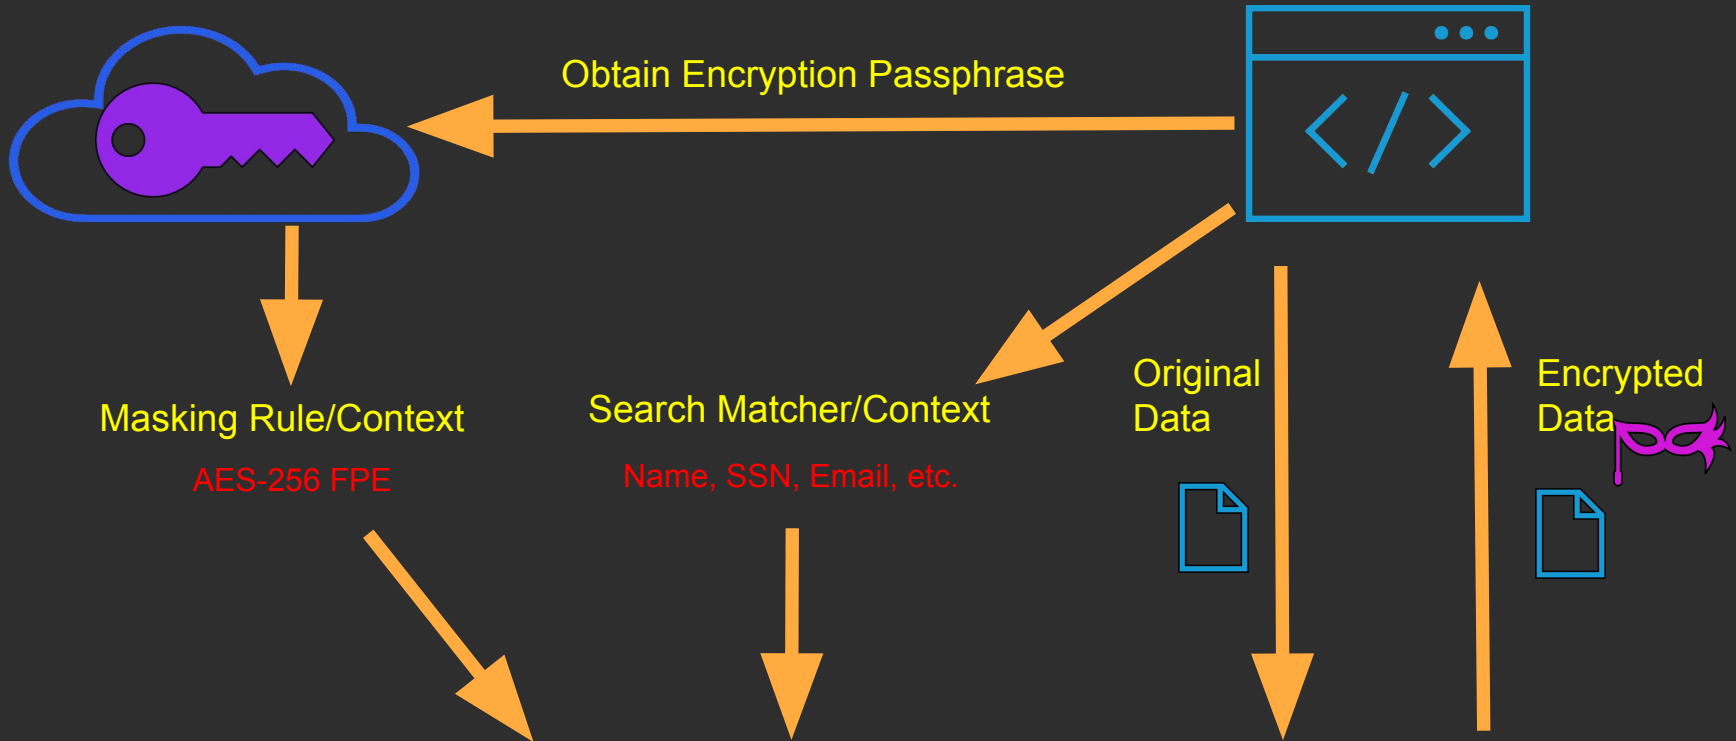 Obtain Encryption Passphrase
Original
Data
Encrypted
Data
Masking Rule/Context
Search Matcher/Context
AES-256 FPE
Name, SSN, Email, etc.